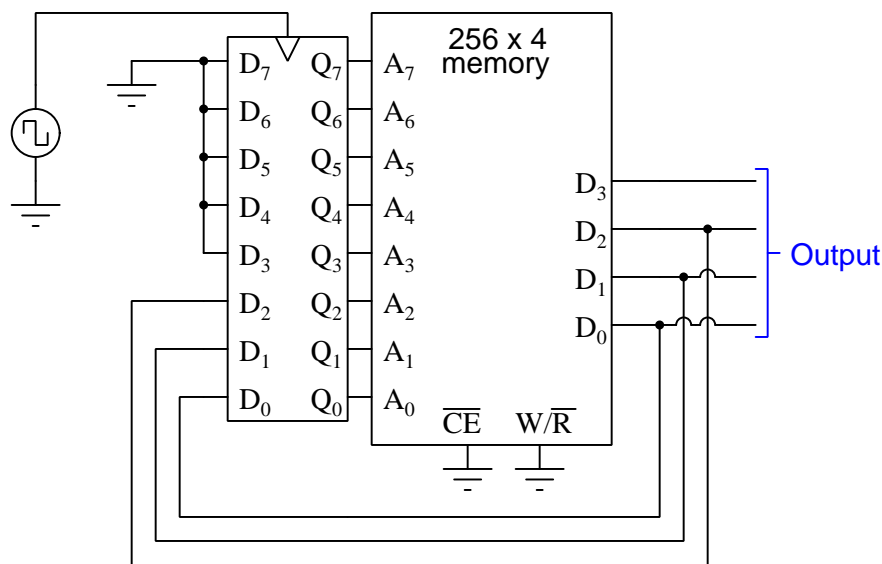 256 x 4
memory
D₇ Q₇ A₇
D₆ Q₆ A₆
D₅ Q₅ A₅
D₄ Q₄ A₄
D₃ Q₃ A₃
D₂ Q₂ A₂
D₁ Q₁ A₁
D₀ Q₀ A₀
D₃
D₂
D₁
D₀
Output
C̅E̅ W/R̅